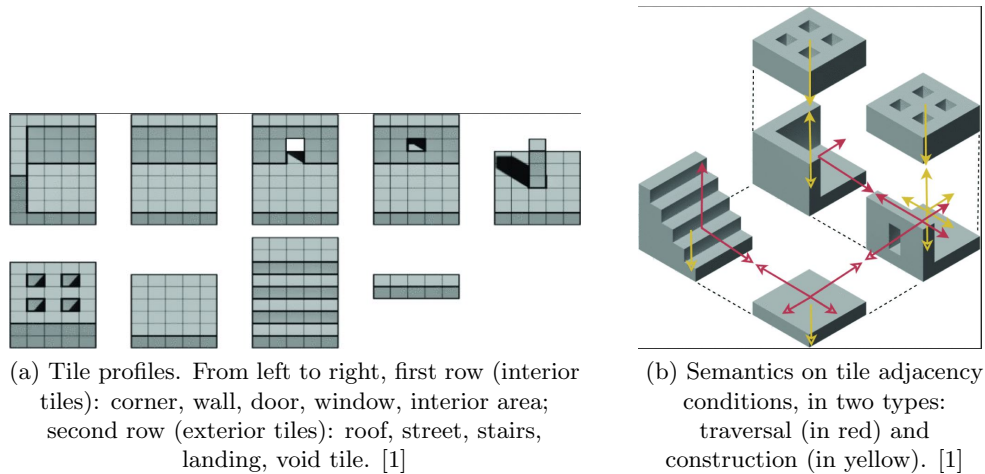 (a) Tile profiles. From left to right, first row (interior
tiles): corner, wall, door, window, interior area;
second row (exterior tiles): roof, street, stairs,
landing, void tile. [1]
(b) Semantics on tile adjacency
conditions, in two types:
traversal (in red) and
construction (in yellow). [1]